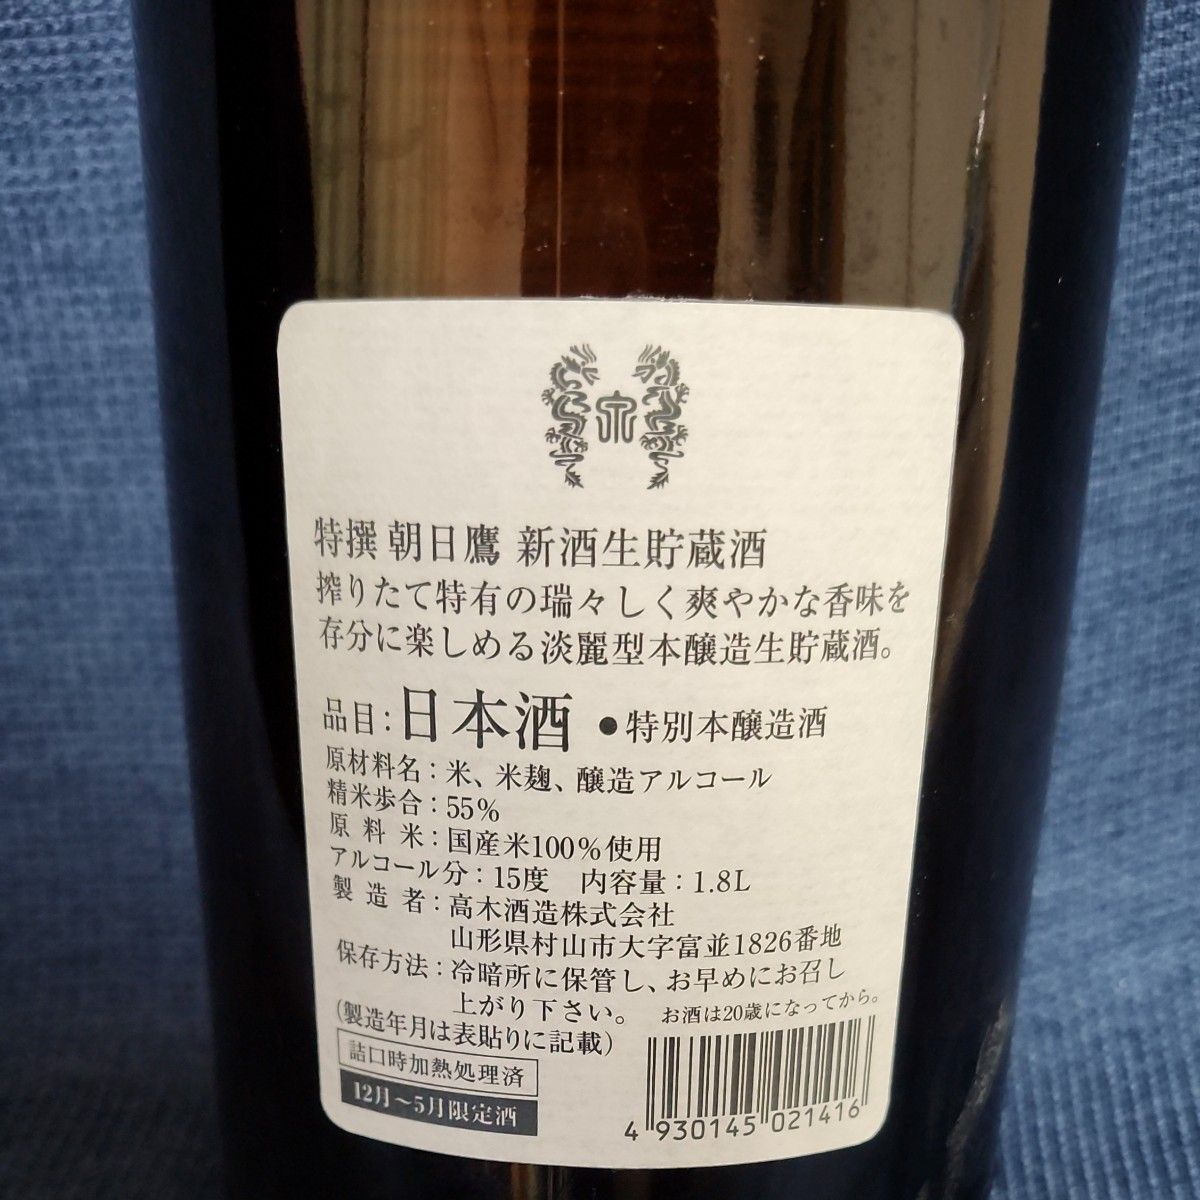 特撰 朝日鷹 新酒生貯蔵酒
搾りたて特有の瑞々しく爽やかな香味を
存分に楽しめる淡麗型本醸造生貯蔵酒。
品目:日本酒 ●特別本醸造酒
原材料名:米、米麹、醸造アルコール
精米歩合:55%
原料米:国産米100%使用
アルコール分:15度 内容量:1.8L
製造者:高木酒造株式会社
山形県村山市大字富並1826番地
保存方法:冷暗所に保管し、お早めにお召し
上がり下さい。 お酒は20歳になってから。
(製造年月は表貼りに記載)
詰口時加熱処理済
12月～5月限定酒
4 930145 021416